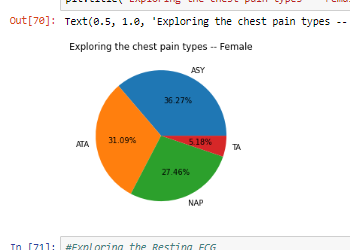 Out[70]: Text(0.5, 1.0, 'Exploring the chest pain types --
Exploring the chest pain types -- Female
ASY
36.27%
ATA
31.09%
5.18%
TA
27.46%
NAP
In [71]: #Exploring the Resting ECG